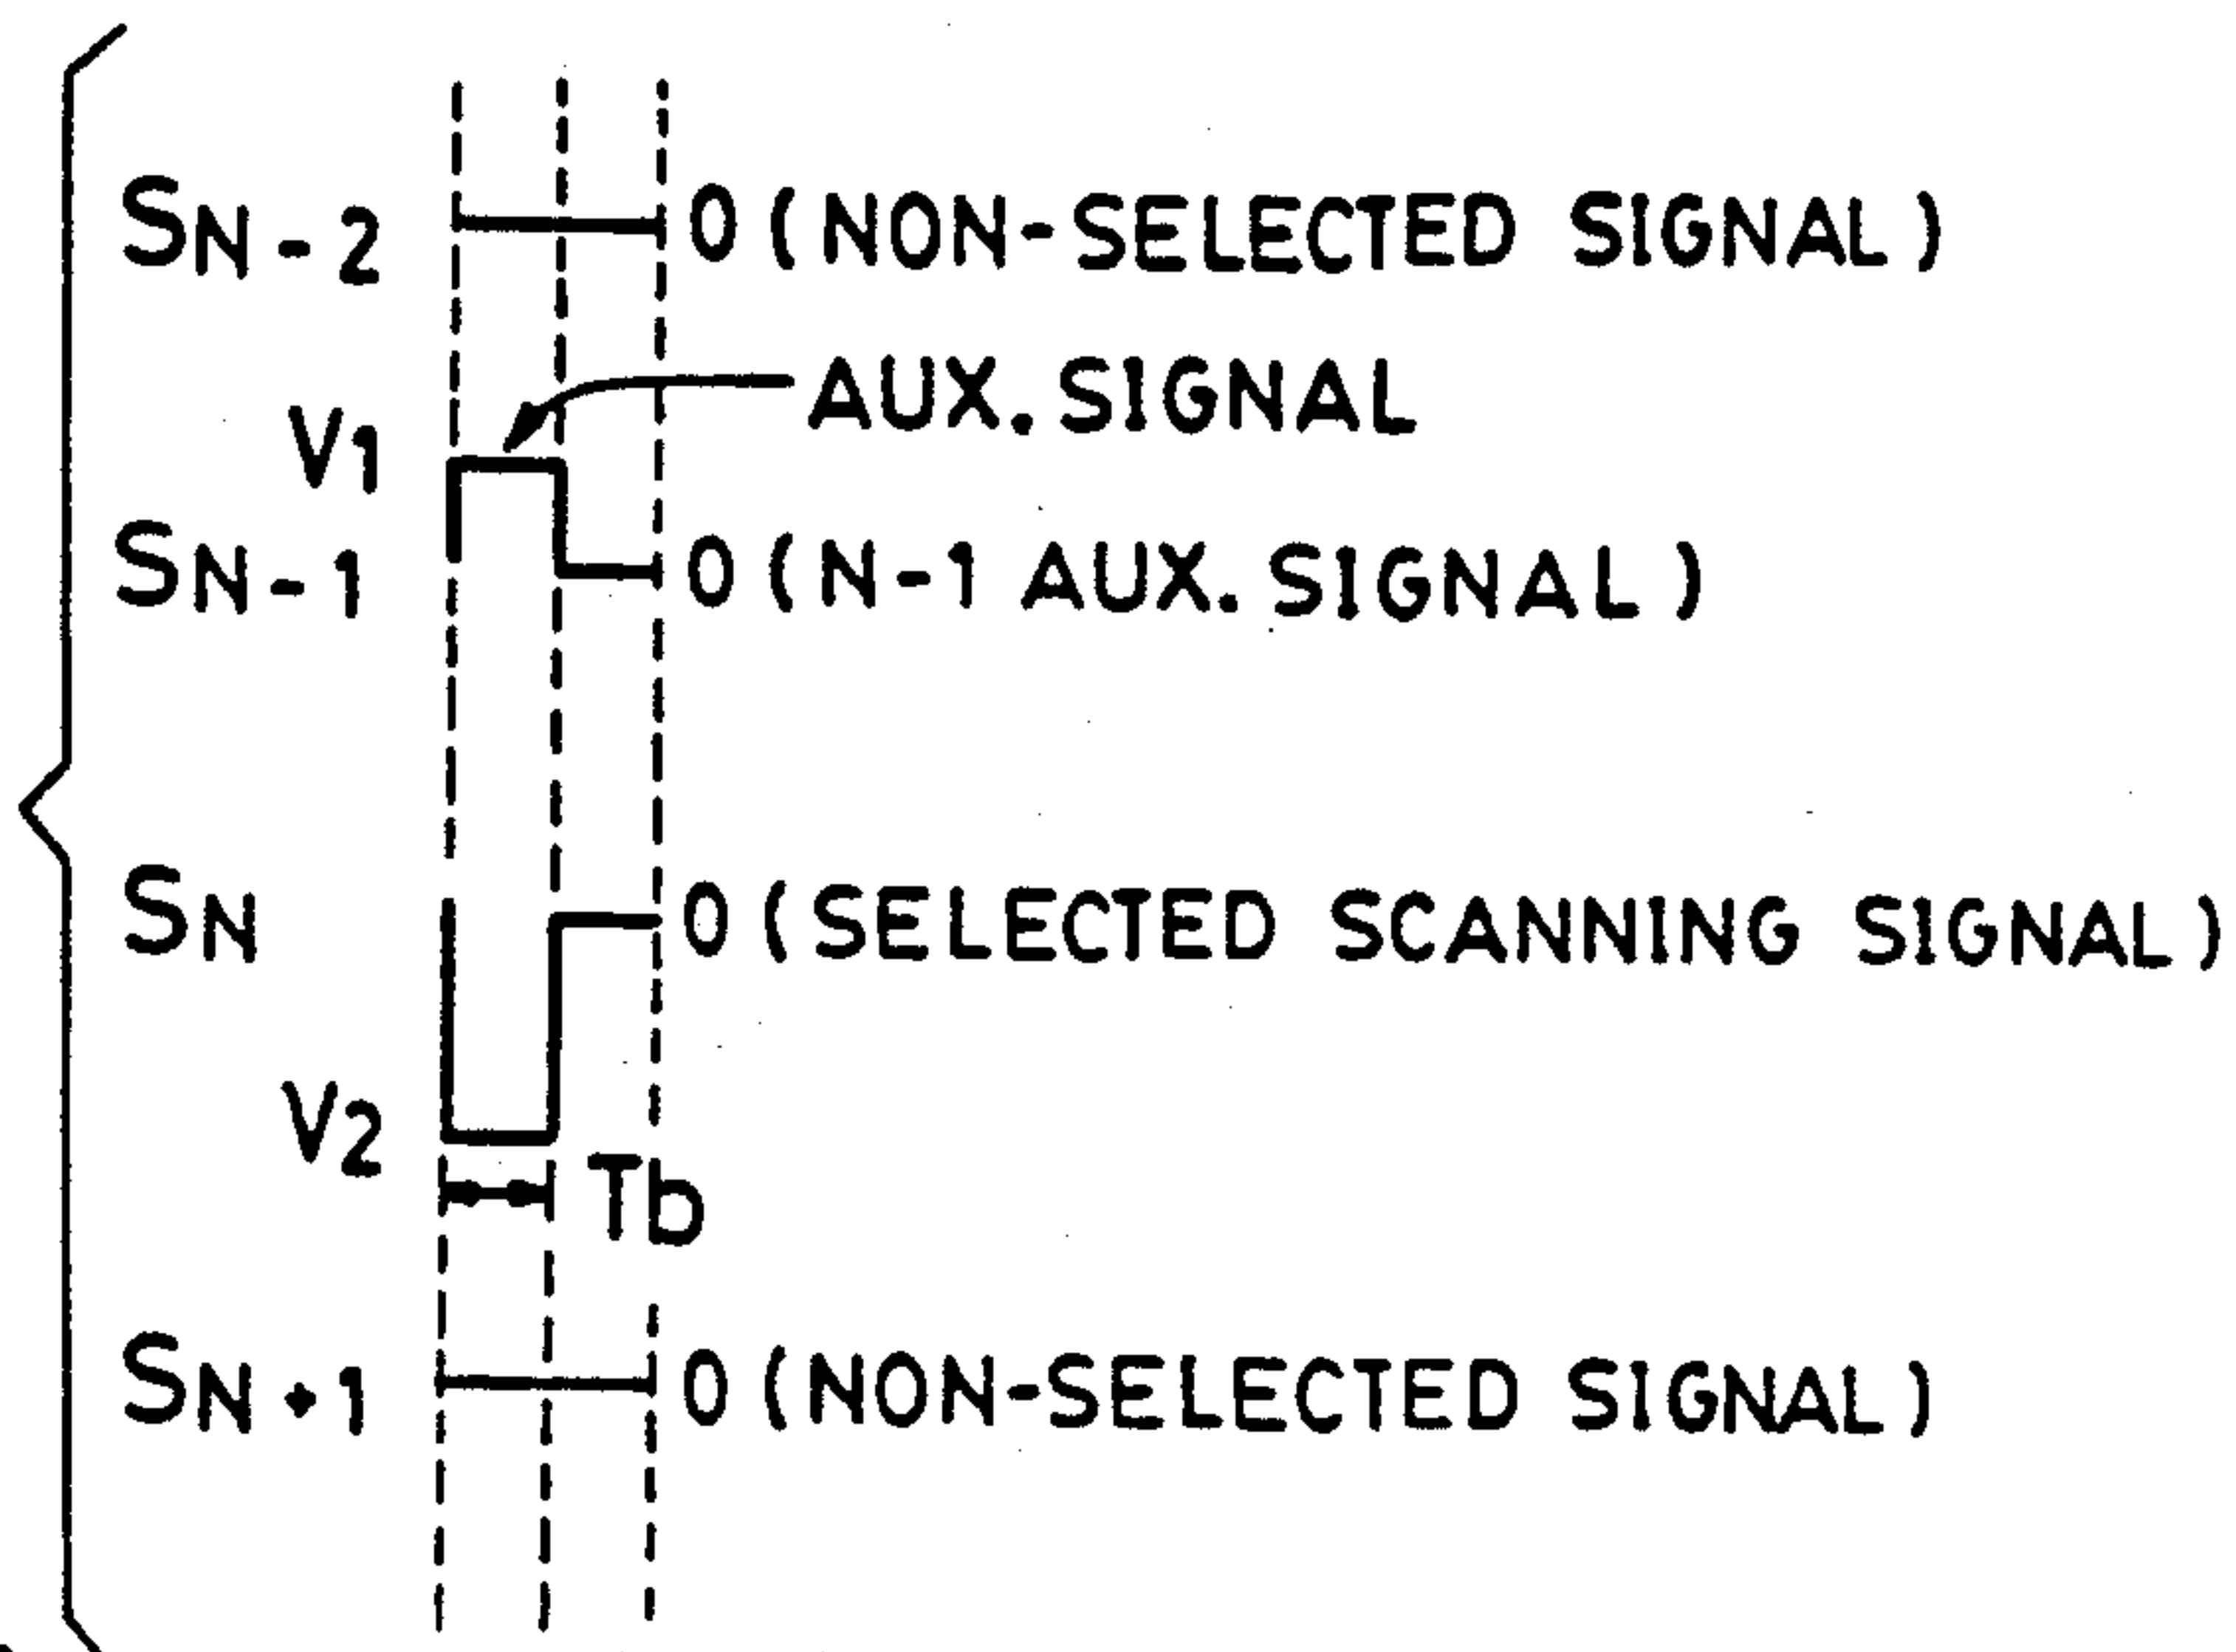 SN-2 0 (NON-SELECTED SIGNAL)
AUX. SIGNAL
V1
SN-1 0 (N-1 AUX. SIGNAL)
SN 0 (SELECTED SCANNING SIGNAL)
V2
Tb
SN+1 0 (NON-SELECTED SIGNAL)